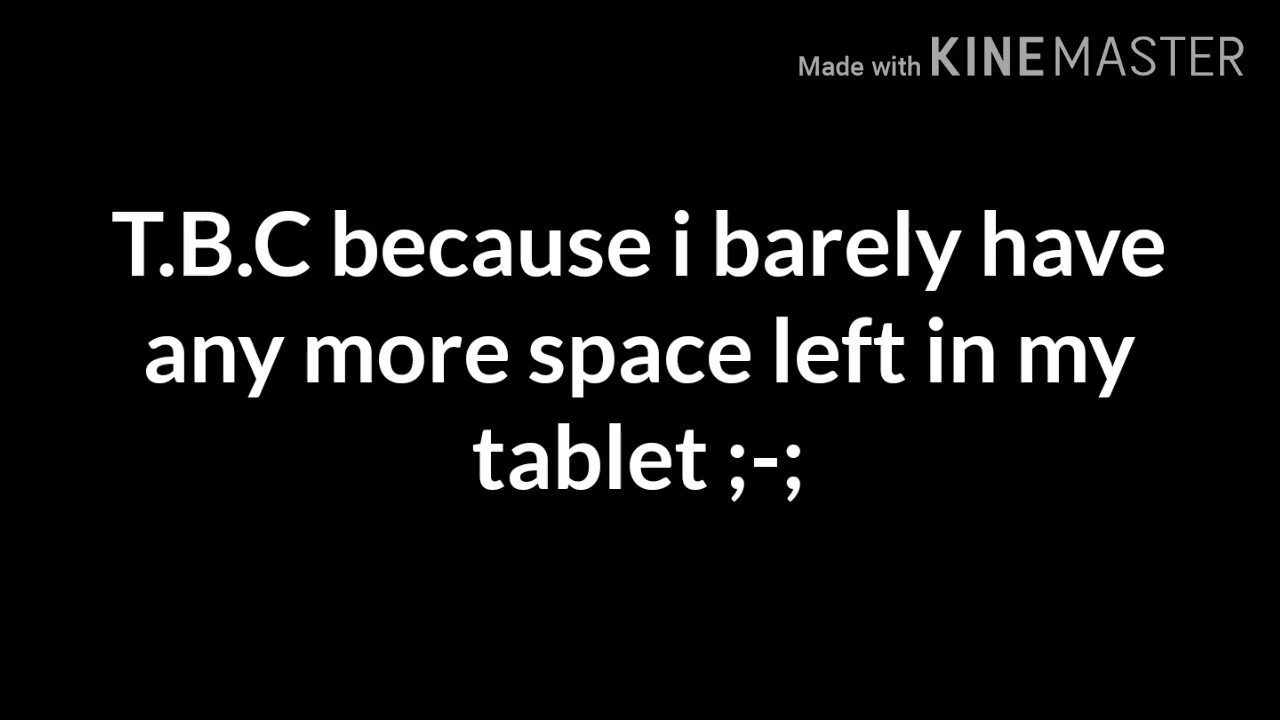 Made with KINEMASTER
T.B.C because i barely have
any more space left in my
tablet ;-;